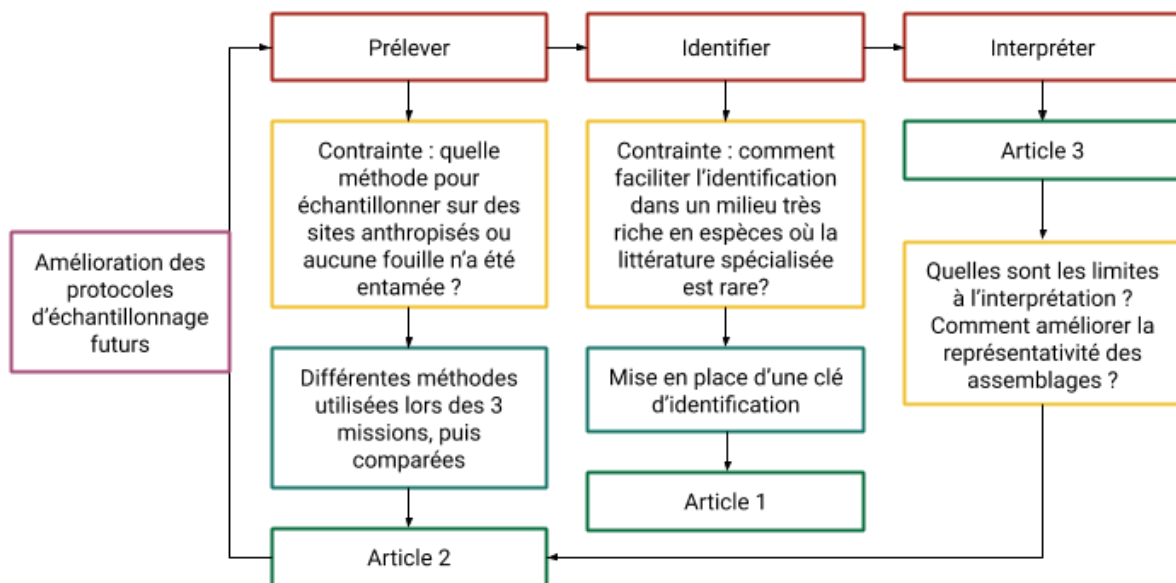 Prélever
Identifier
Interpréter
Contrainte : quelle
méthode pour
échantillonner sur des
sites anthropisés ou
aucune fouille n’a été
entamée ?
Contrainte : comment
faciliter l’identification
dans un milieu très
riche en espèces où la
littérature spécialisée
est rare?
Article 3
Amélioration des
protocoles
d’échantillonnage
futurs
Quelles sont les limites
à l’interprétation ?
Comment améliorer la
représentativité des
assemblages ?
Différentes méthodes
utilisées lors des 3
missions, puis
comparées
Mise en place d’une clé
d’identification
Article 1
Article 2